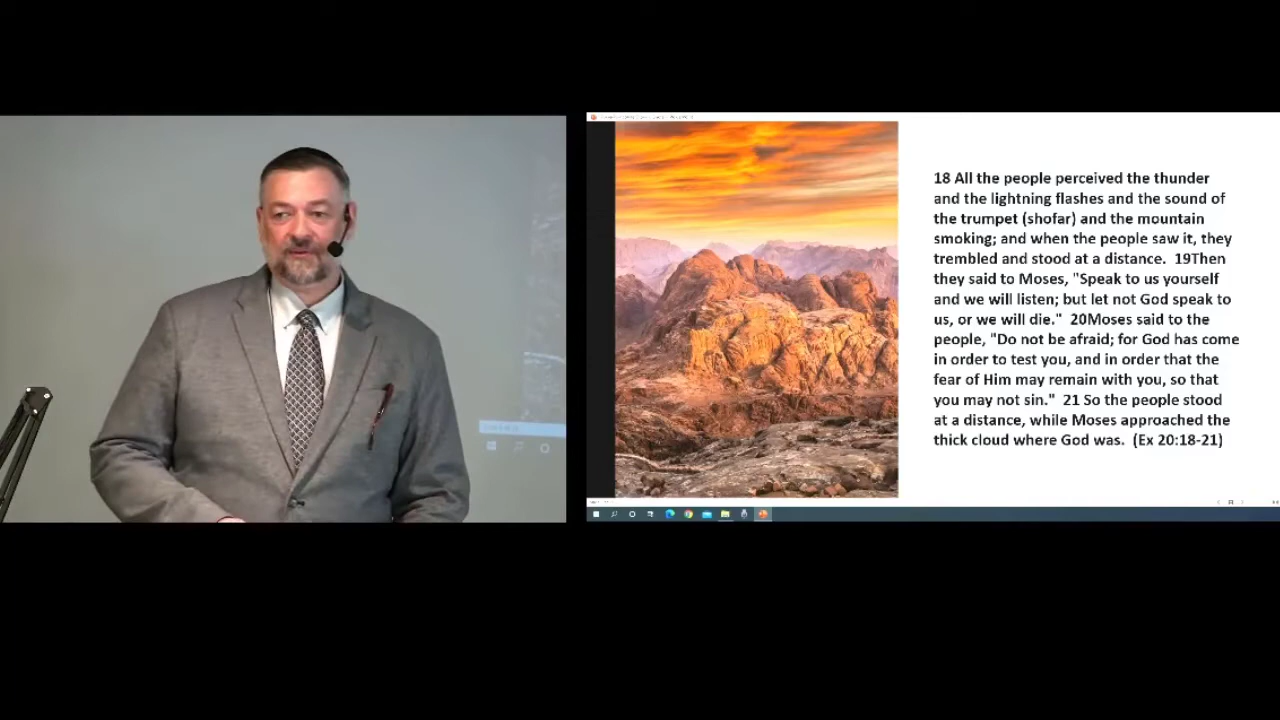 18 All the people perceived the thunder
and the lightning flashes and the sound of
the trumpet (shofar) and the mountain
smoking; and when the people saw it, they
trembled and stood at a distance.  19Then
they said to Moses, "Speak to us yourself
and we will listen; but let not God speak to
us, or we will die."  20Moses said to the
people, "Do not be afraid; for God has come
in order to test you, and in order that the
fear of Him may remain with you, so that
you may not sin."  21 So the people stood
at a distance, while Moses approached the
thick cloud where God was.  (Ex 20:18-21)